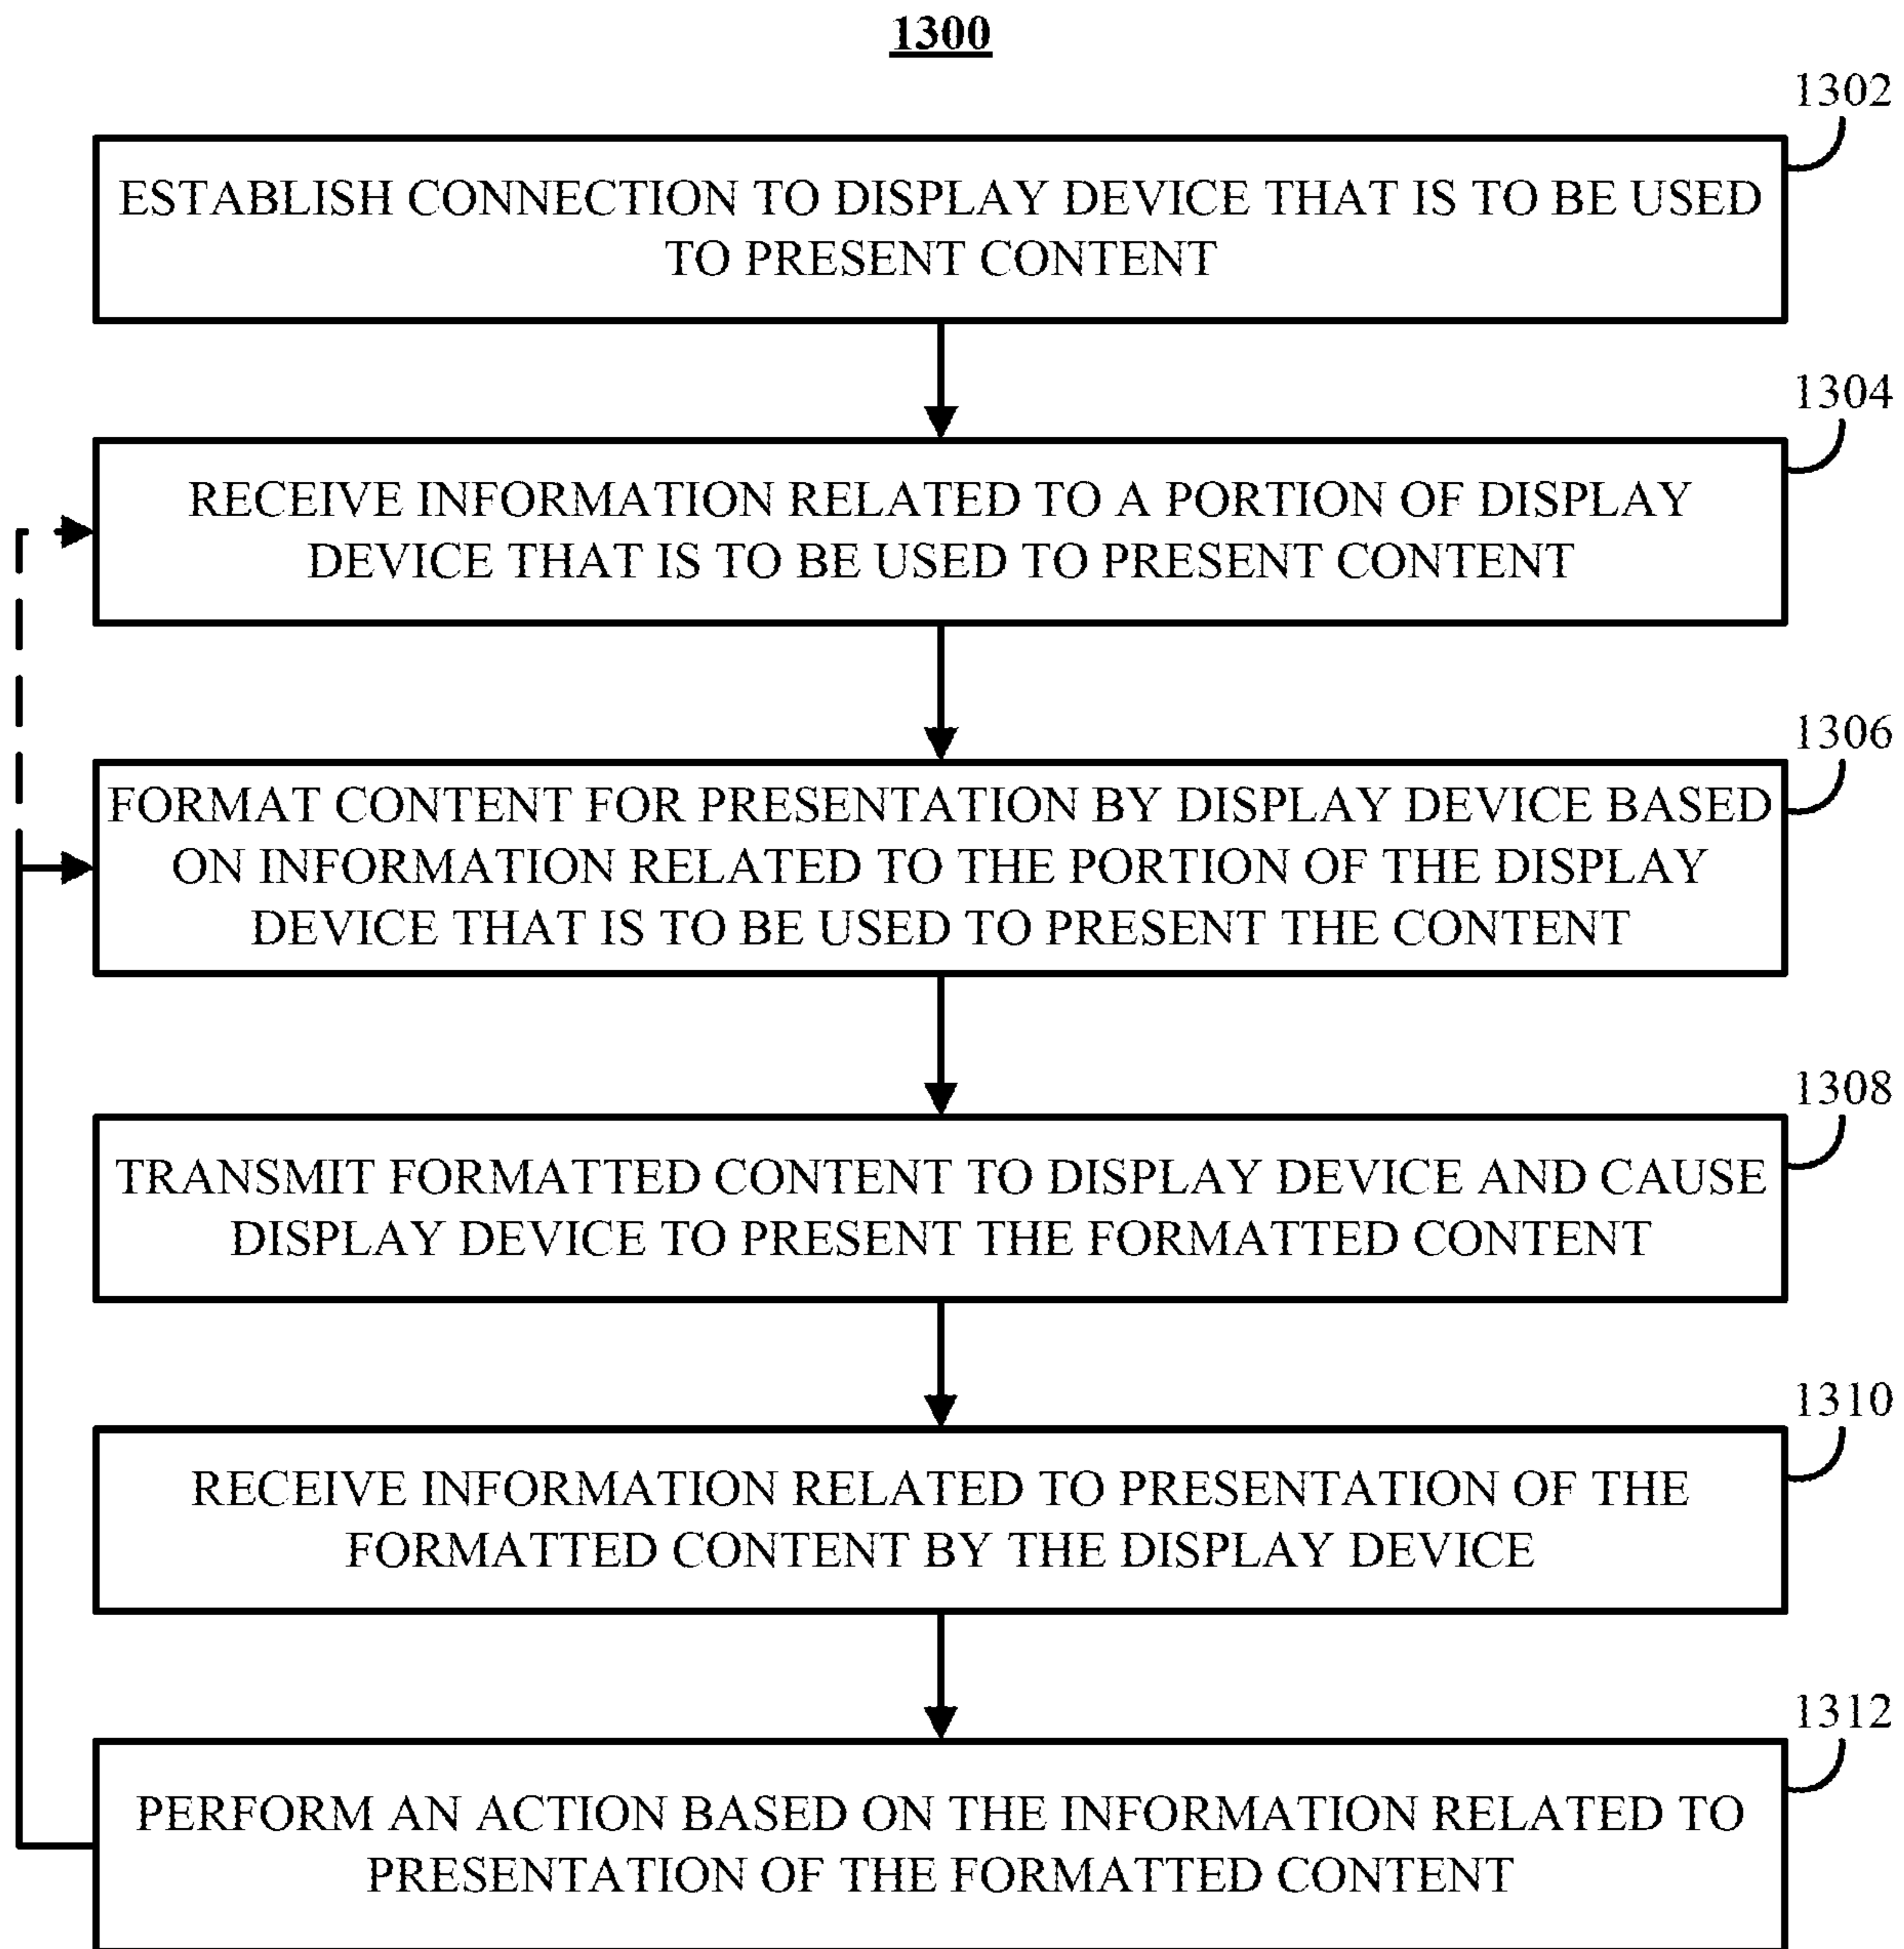 1300
1302
ESTABLISH CONNECTION TO DISPLAY DEVICE THAT IS TO BE USED
TO PRESENT CONTENT
1304
RECEIVE INFORMATION RELATED TO A PORTION OF DISPLAY
DEVICE THAT IS TO BE USED TO PRESENT CONTENT
1306
FORMAT CONTENT FOR PRESENTATION BY DISPLAY DEVICE BASED
ON INFORMATION RELATED TO THE PORTION OF THE DISPLAY
DEVICE THAT IS TO BE USED TO PRESENT THE CONTENT
1308
TRANSMIT FORMATTED CONTENT TO DISPLAY DEVICE AND CAUSE
DISPLAY DEVICE TO PRESENT THE FORMATTED CONTENT
1310
RECEIVE INFORMATION RELATED TO PRESENTATION OF THE
FORMATTED CONTENT BY THE DISPLAY DEVICE
1312
PERFORM AN ACTION BASED ON THE INFORMATION RELATED TO
PRESENTATION OF THE FORMATTED CONTENT